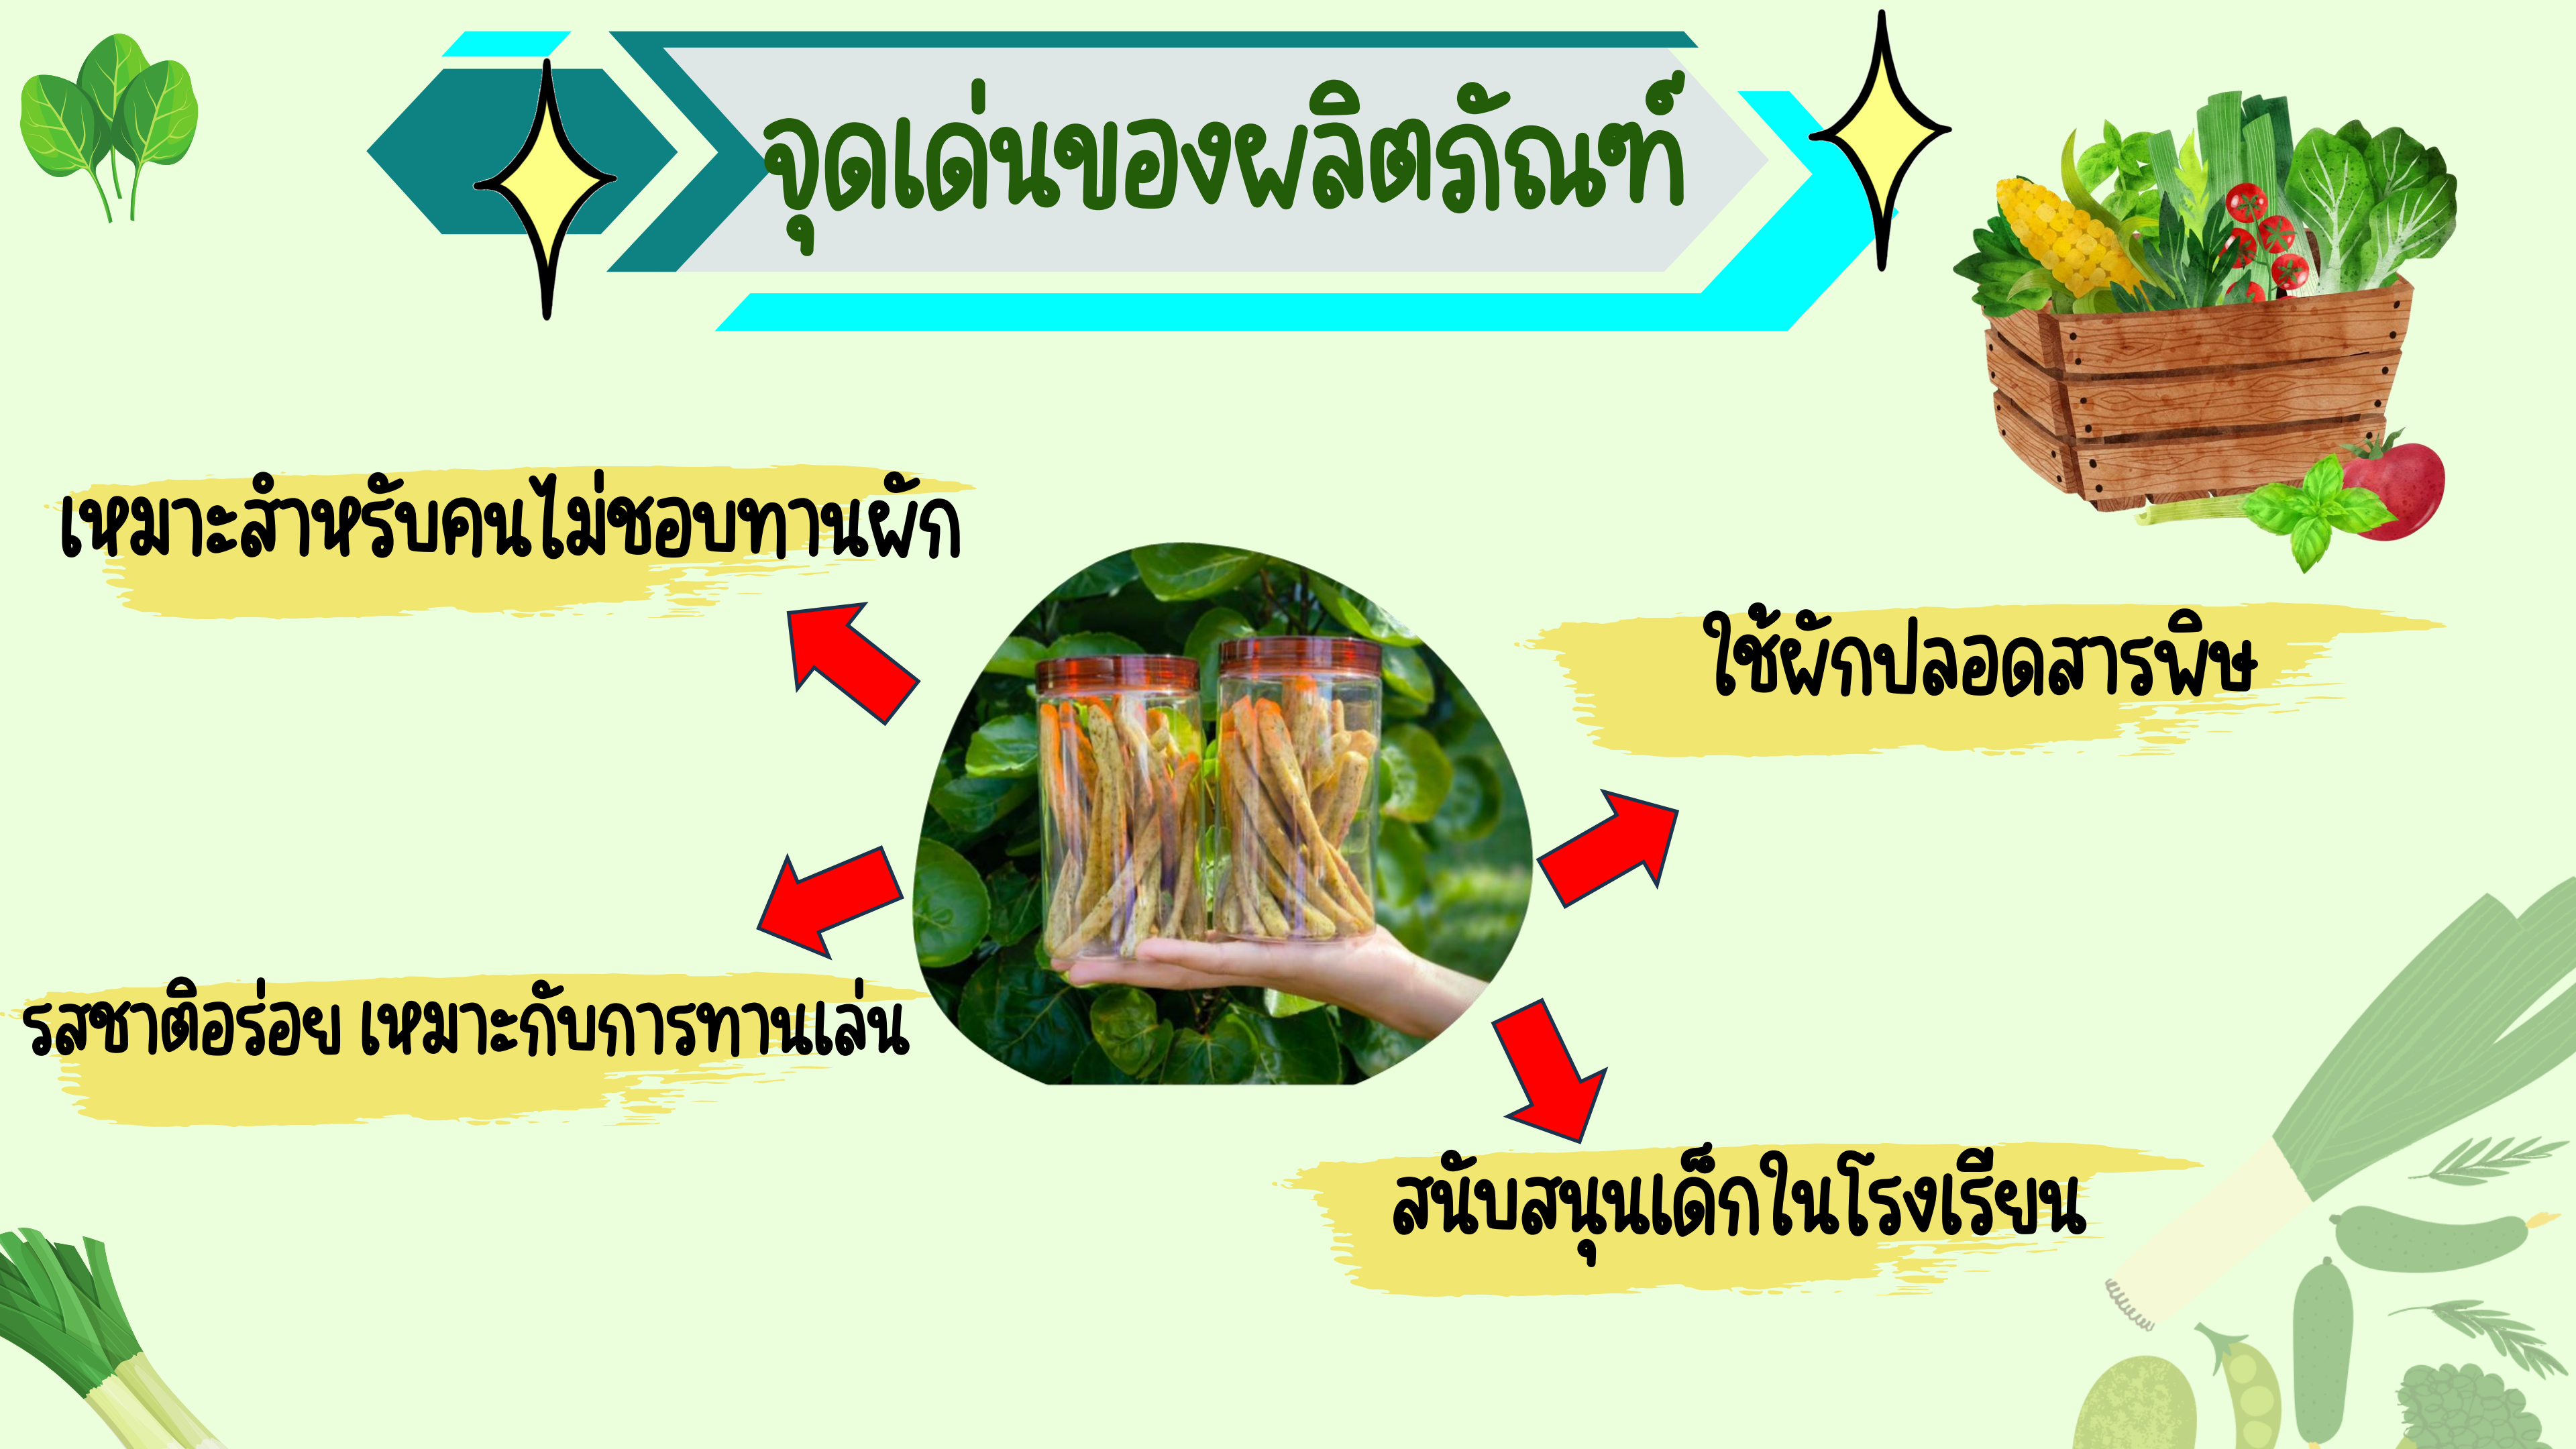 จุดเด่นของผลิตภัณฑ์
เหมาะสำหรับคนไม่ชอบทานผัก
ใช้ผักปลอดสารพิษ
รสชาติอร่อย เหมาะกับการทานเล่น
สนับสนุนเด็กในโรงเรียน